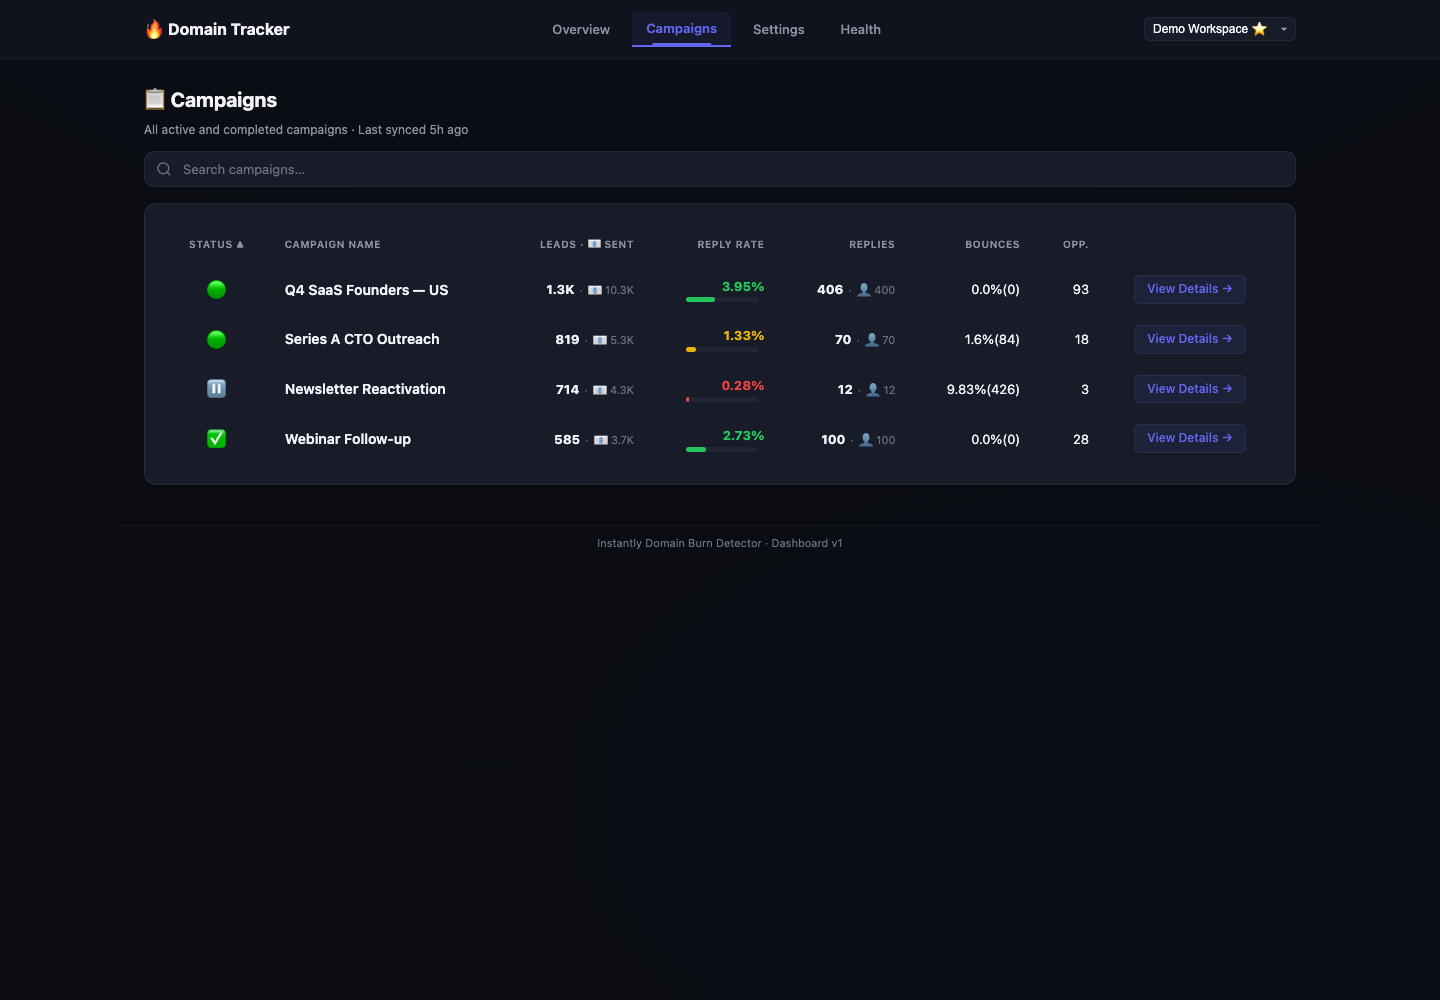 🔥 Domain Tracker
Overview
Campaigns
Settings
Health
Demo Workspace ⭐
📋 Campaigns
All active and completed campaigns · Last synced 5h ago
Search campaigns...
STATUS ▲ CAMPAIGN NAME LEADS · 📧 SENT REPLY RATE REPLIES BOUNCES OPP.
🟢 Q4 SaaS Founders — US 1.3K · 📧 10.3K 3.95% 406 · 👤 400 0.0%(0) 93 View Details →
🟢 Series A CTO Outreach 819 · 📧 5.3K 1.33% 70 · 👤 70 1.6%(84) 18 View Details →
⏸️ Newsletter Reactivation 714 · 📧 4.3K 0.28% 12 · 👤 12 9.83%(426) 3 View Details →
✅ Webinar Follow-up 585 · 📧 3.7K 2.73% 100 · 👤 100 0.0%(0) 28 View Details →
Instantly Domain Burn Detector · Dashboard v1